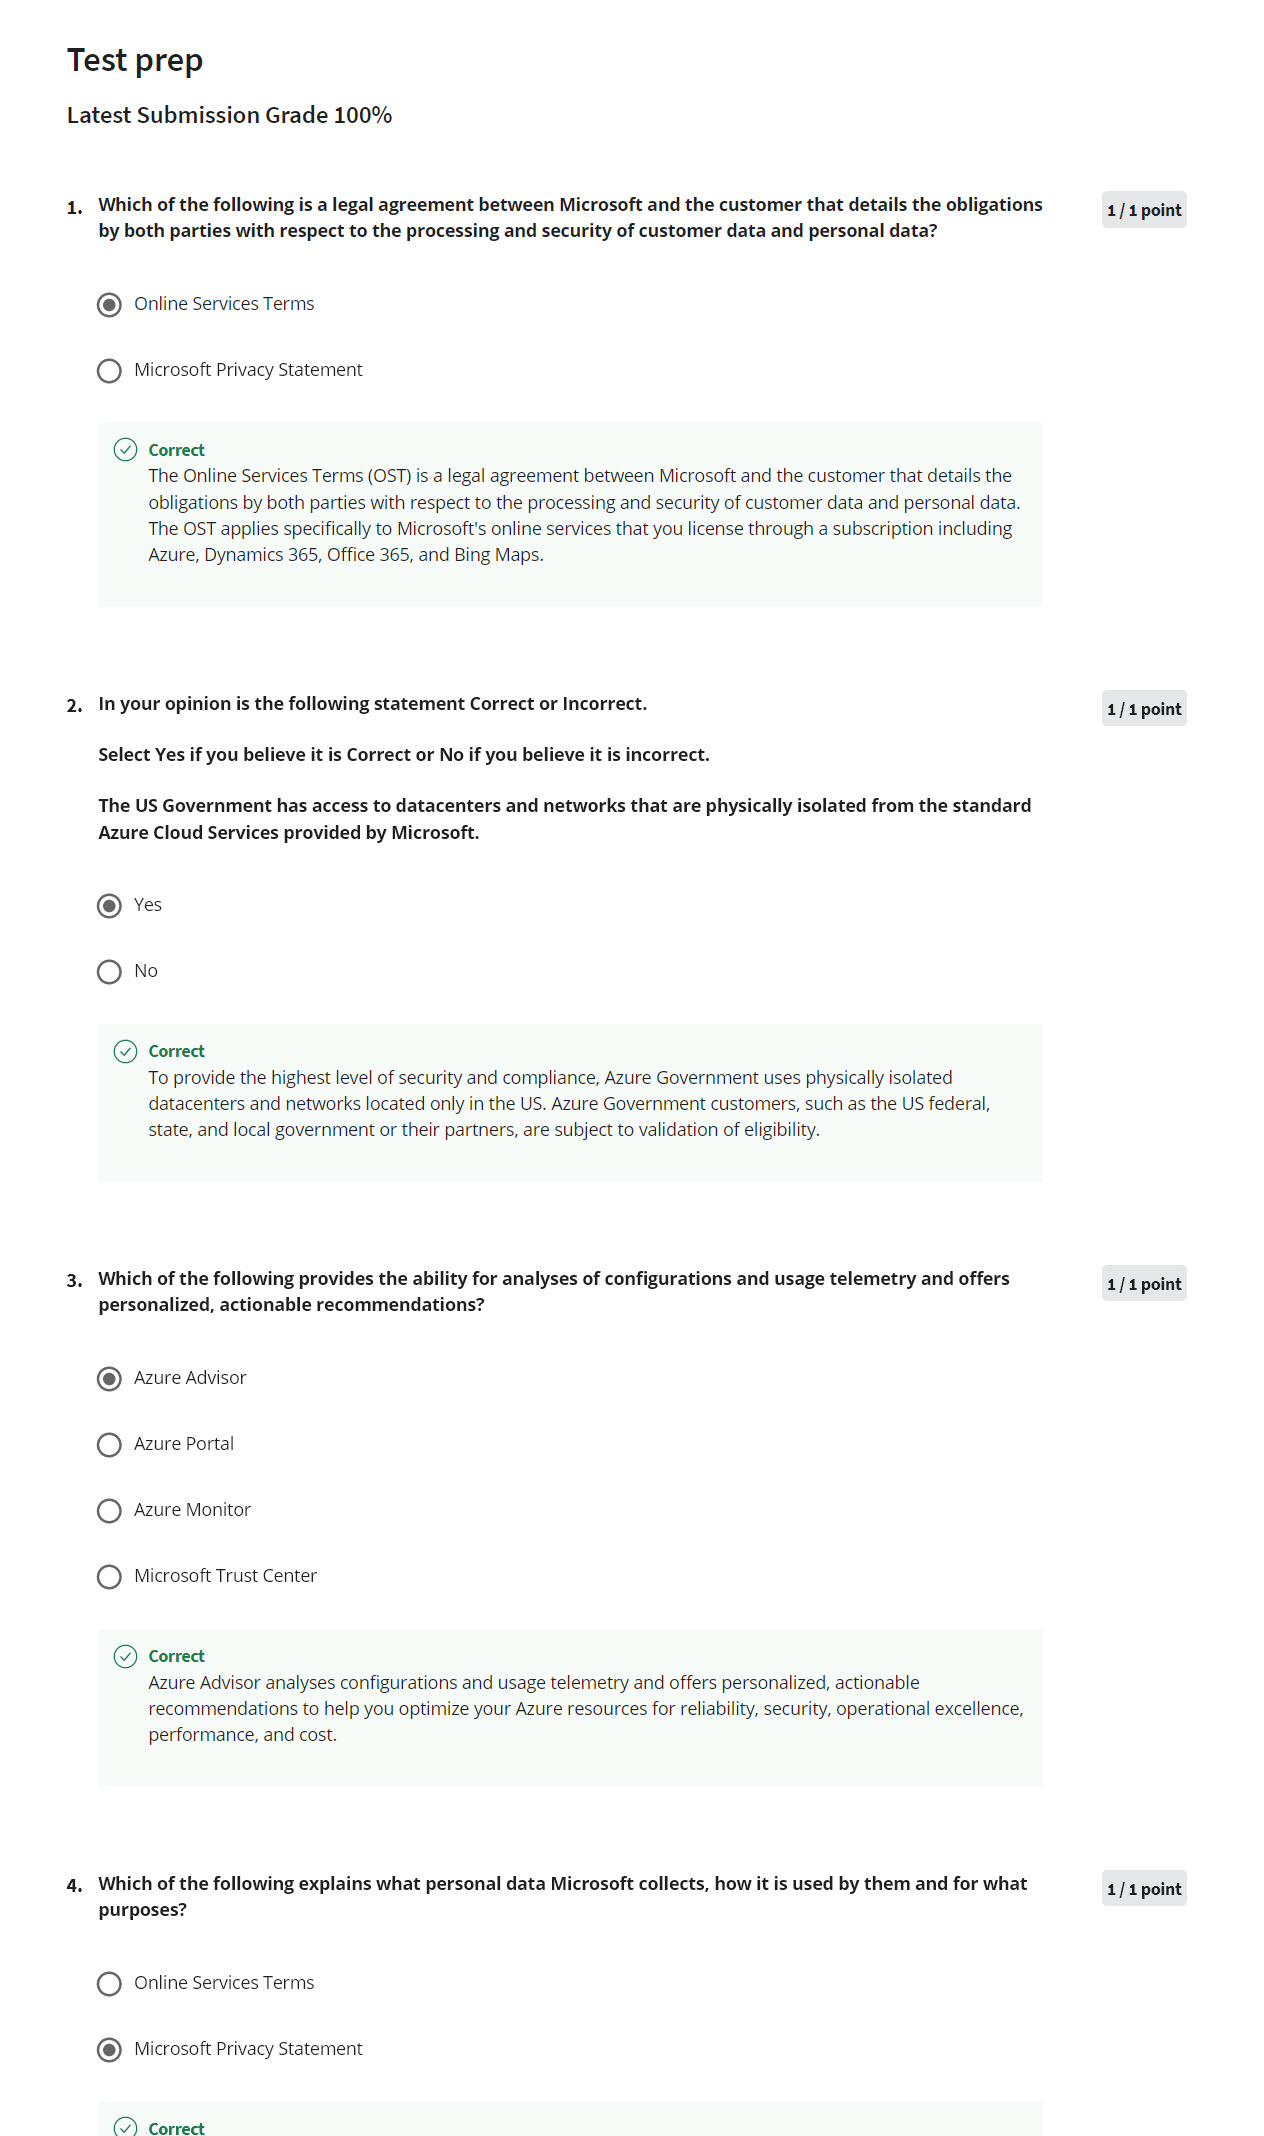 Test prep
Latest Submission Grade 100%
1. Which of the following is a legal agreement between Microsoft and the customer that details the obligations
by both parties with respect to the processing and security of customer data and personal data?
1 / 1 point
Online Services Terms
Microsoft Privacy Statement
Correct
The Online Services Terms (OST) is a legal agreement between Microsoft and the customer that details the
obligations by both parties with respect to the processing and security of customer data and personal data.
The OST applies specifically to Microsoft's online services that you license through a subscription including
Azure, Dynamics 365, Office 365, and Bing Maps.
2. In your opinion is the following statement Correct or Incorrect.
1 / 1 point
Select Yes if you believe it is Correct or No if you believe it is incorrect.
The US Government has access to datacenters and networks that are physically isolated from the standard
Azure Cloud Services provided by Microsoft.
Yes
No
Correct
To provide the highest level of security and compliance, Azure Government uses physically isolated
datacenters and networks located only in the US. Azure Government customers, such as the US federal,
state, and local government or their partners, are subject to validation of eligibility.
3. Which of the following provides the ability for analyses of configurations and usage telemetry and offers
personalized, actionable recommendations?
1 / 1 point
Azure Advisor
Azure Portal
Azure Monitor
Microsoft Trust Center
Correct
Azure Advisor analyses configurations and usage telemetry and offers personalized, actionable
recommendations to help you optimize your Azure resources for reliability, security, operational excellence,
performance, and cost.
4. Which of the following explains what personal data Microsoft collects, how it is used by them and for what
purposes?
1 / 1 point
Online Services Terms
Microsoft Privacy Statement
Correct